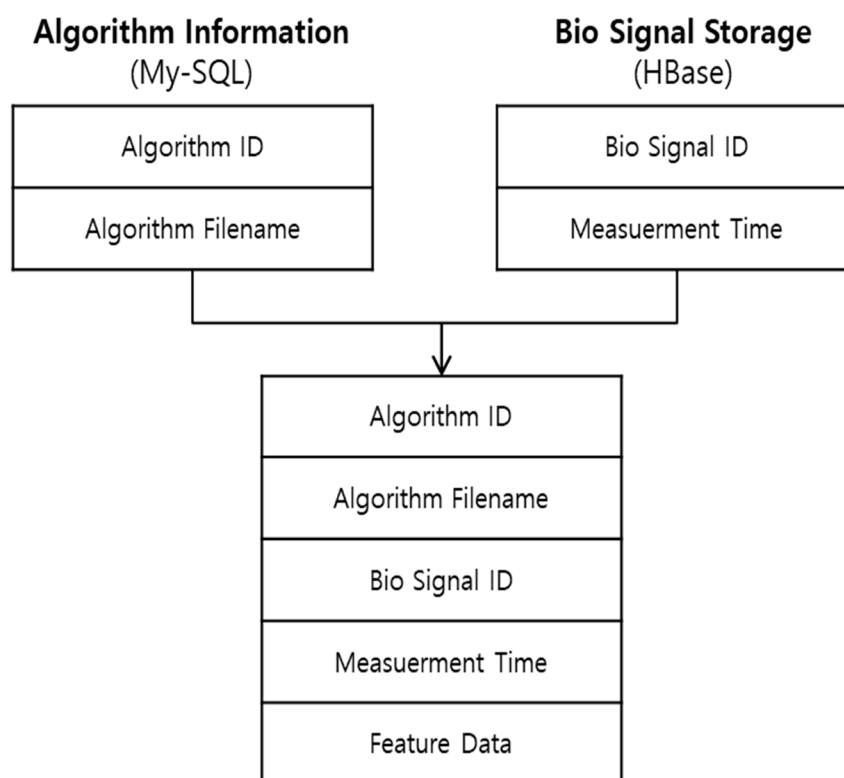 Algorithm Information
(My-SQL)
Algorithm ID
Algorithm Filename
Bio Signal Storage
(HBase)
Bio Signal ID
Measuerment Time
Algorithm ID
Algorithm Filename
Bio Signal ID
Measuerment Time
Feature Data